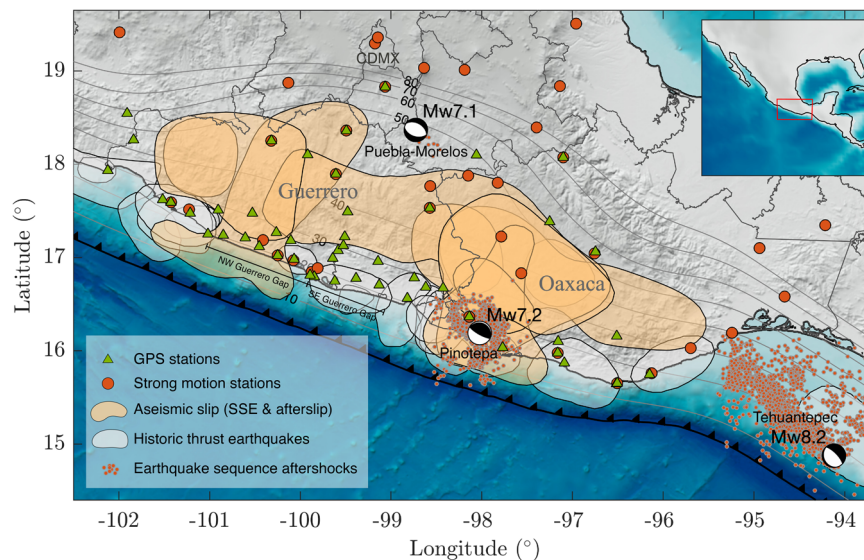 19
18
17
16
15
Latitude (°)
CDMX
80
70
60
50
Mw7.1
Puebla-Morelos
Guerrero
40
30
NW Guerrero Gap
10
SE Guerrero Gap
Oaxaca
Mw7.2
Pinotepa
Tehuantepec
Mw8.2
GPS stations
Strong motion stations
Aseismic slip (SSE & afterslip)
Historic thrust earthquakes
Earthquake sequence aftershocks
-102
-101
-100
-99
-98
-97
-96
-95
-94
Longitude (°)